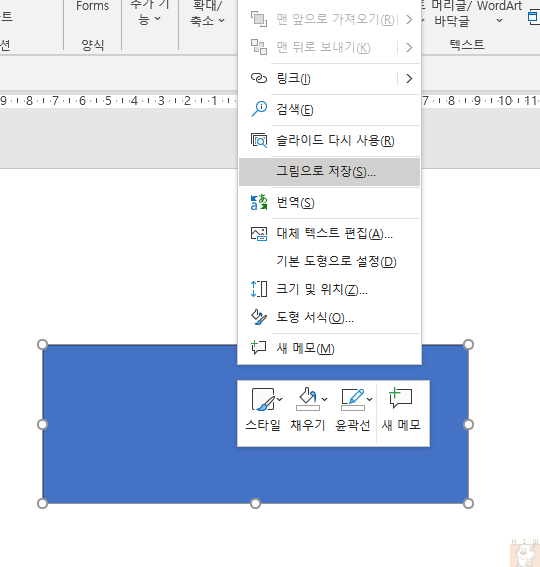 Forms
추가 기
능
확대/
축소
머리글/
바닥글
WordArt
트
션
양식
텍스트
9 8 7 6 5 4 3 2
7 8 9 10 11
맨 앞으로 가져오기(R)
맨 뒤로 보내기(K)
링크(I)
검색(E)
슬라이드 다시 사용(R)
그림으로 저장(S)...
번역(S)
대체 텍스트 편집(A)...
기본 도형으로 설정(D)
크기 및 위치(Z)...
도형 서식(O)...
새 메모(M)
스타일 채우기 윤곽선 새 메모